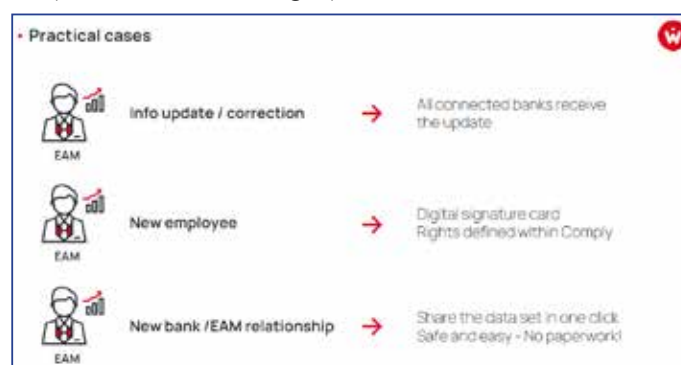 • Practical cases
W
EAM
Info update / correction → All connected banks receive
the update
EAM
New employee → Digital signature card
Rights defined within Comply
EAM
New bank /EAM relationship → Share the data set in one click
Safe and easy - No paperwork!